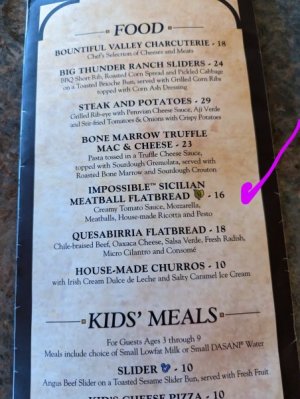 FOOD
BOUNTIFUL VALLEY CHARCUTERIE - 18
Chef's Selection of Cheeses and Meats
BIG THUNDER RANCH SLIDERS - 24
BBQ Short Rib, Roasted Corn Spread and Pickled Cabbage
on a Toasted Brioche Bun, served with Grilled Corn Ribs
topped with Corn Ash Dressing
STEAK AND POTATOES - 29
Grilled Rib-eye with Peruvian Cheese Sauce, Aji Verde
and Stir-fried Tomatoes & Onions with Crispy Potatoes
BONE MARROW TRUFFLE
MAC & CHEESE - 23
Pasta tossed in a Truffle Cheese Sauce,
topped with Sourdough Gremolata, served with
Roasted Bone Marrow and Sourdough Crouton
IMPOSSIBLE™ SICILIAN
MEATBALL FLATBREAD - 16
Creamy Tomato Sauce, Mozzarella,
Meatballs, House-made Ricotta and Pesto
QUESABIRRIA FLATBREAD - 18
Chile-braised Beef, Oaxaca Cheese, Salsa Verde, Fresh Radish,
Micro Cilantro and Consomé
HOUSE-MADE CHURROS - 10
with Irish Cream Dulce de Leche and Salty Caramel Ice Cream
KIDS' MEALS
For Guests Ages 3 through 9
Meals include choice of Small Lowfat Milk or Small DASANI® Water
SLIDER - 10
Angus Beef Slider on a Toasted Sesame Slider Bun, served with Fresh Fruit
KID'S CHEESE PIZZA - 10